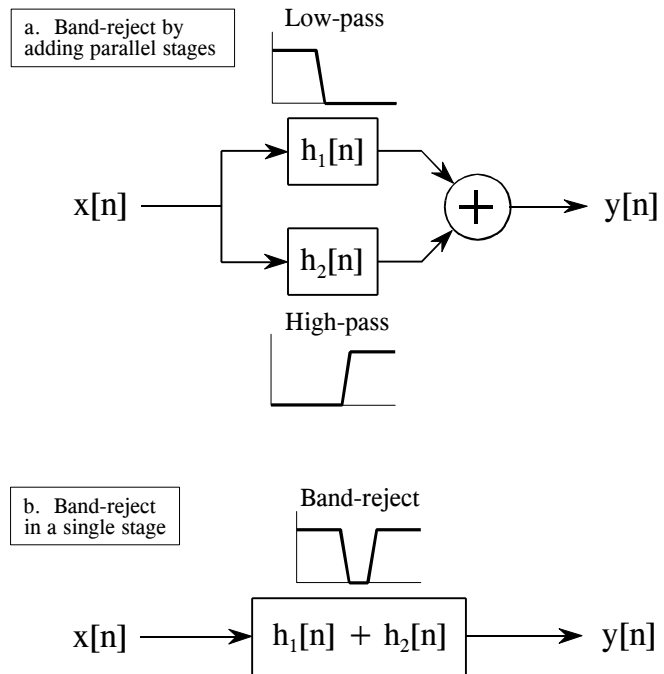 a. Band-reject by
adding parallel stages
Low-pass
h₁[n]
x[n]
+
y[n]
h₂[n]
High-pass
b. Band-reject
in a single stage
Band-reject
x[n]
h₁[n] + h₂[n]
y[n]